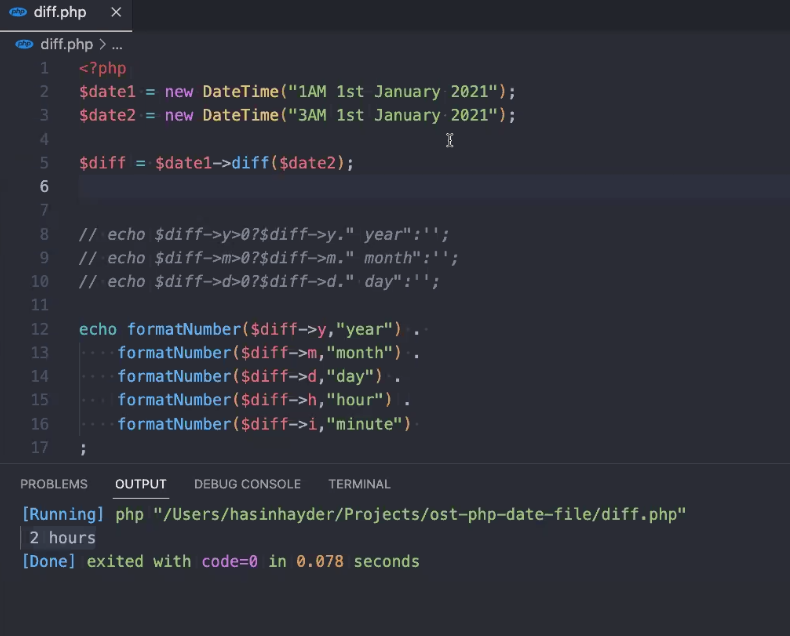 php diff.php ×
php diff.php > ...
1 <?php
2 $date1 = new DateTime("1AM 1st January 2021");
3 $date2 = new DateTime("3AM 1st January 2021");
4
5 $diff = $date1->diff($date2);
6
7
8 // echo $diff->y>0?$diff->y." year":'';
9 // echo $diff->m>0?$diff->m." month":'';
10 // echo $diff->d>0?$diff->d." day":'';
11
12 echo formatNumber($diff->y,"year") .
13 formatNumber($diff->m,"month") .
14 formatNumber($diff->d,"day") .
15 formatNumber($diff->h,"hour") .
16 formatNumber($diff->i,"minute")
17 ;
PROBLEMS OUTPUT DEBUG CONSOLE TERMINAL
[Running] php "/Users/hasinhayder/Projects/ost-php-date-file/diff.php"
2 hours
[Done] exited with code=0 in 0.078 seconds